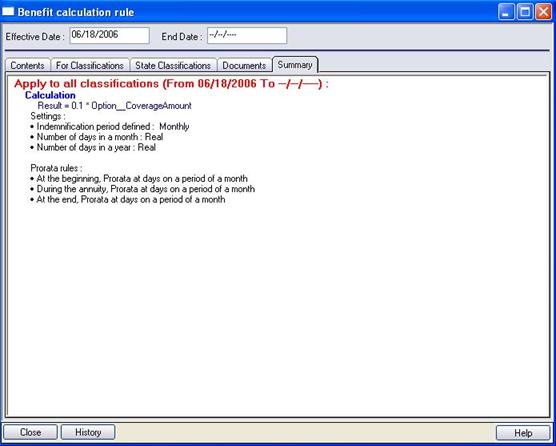 Benefit calculation rule
Effective Date : 06/18/2006 End Date : --/--/----
Contents For Classifications State Classifications Documents Summary
Apply to all classifications (From 06/18/2006 To --/--/----) :
Calculation
Result = 0.1 * Option__CoverageAmount
Settings :
• Indemnification period defined : Monthly
• Number of days in a month : Real
• Number of days in a year : Real
Prorata rules :
• At the beginning, Prorata at days on a period of a month
• During the annuity, Prorata at days on a period of a month
• At the end, Prorata at days on a period of a month
Close History Help